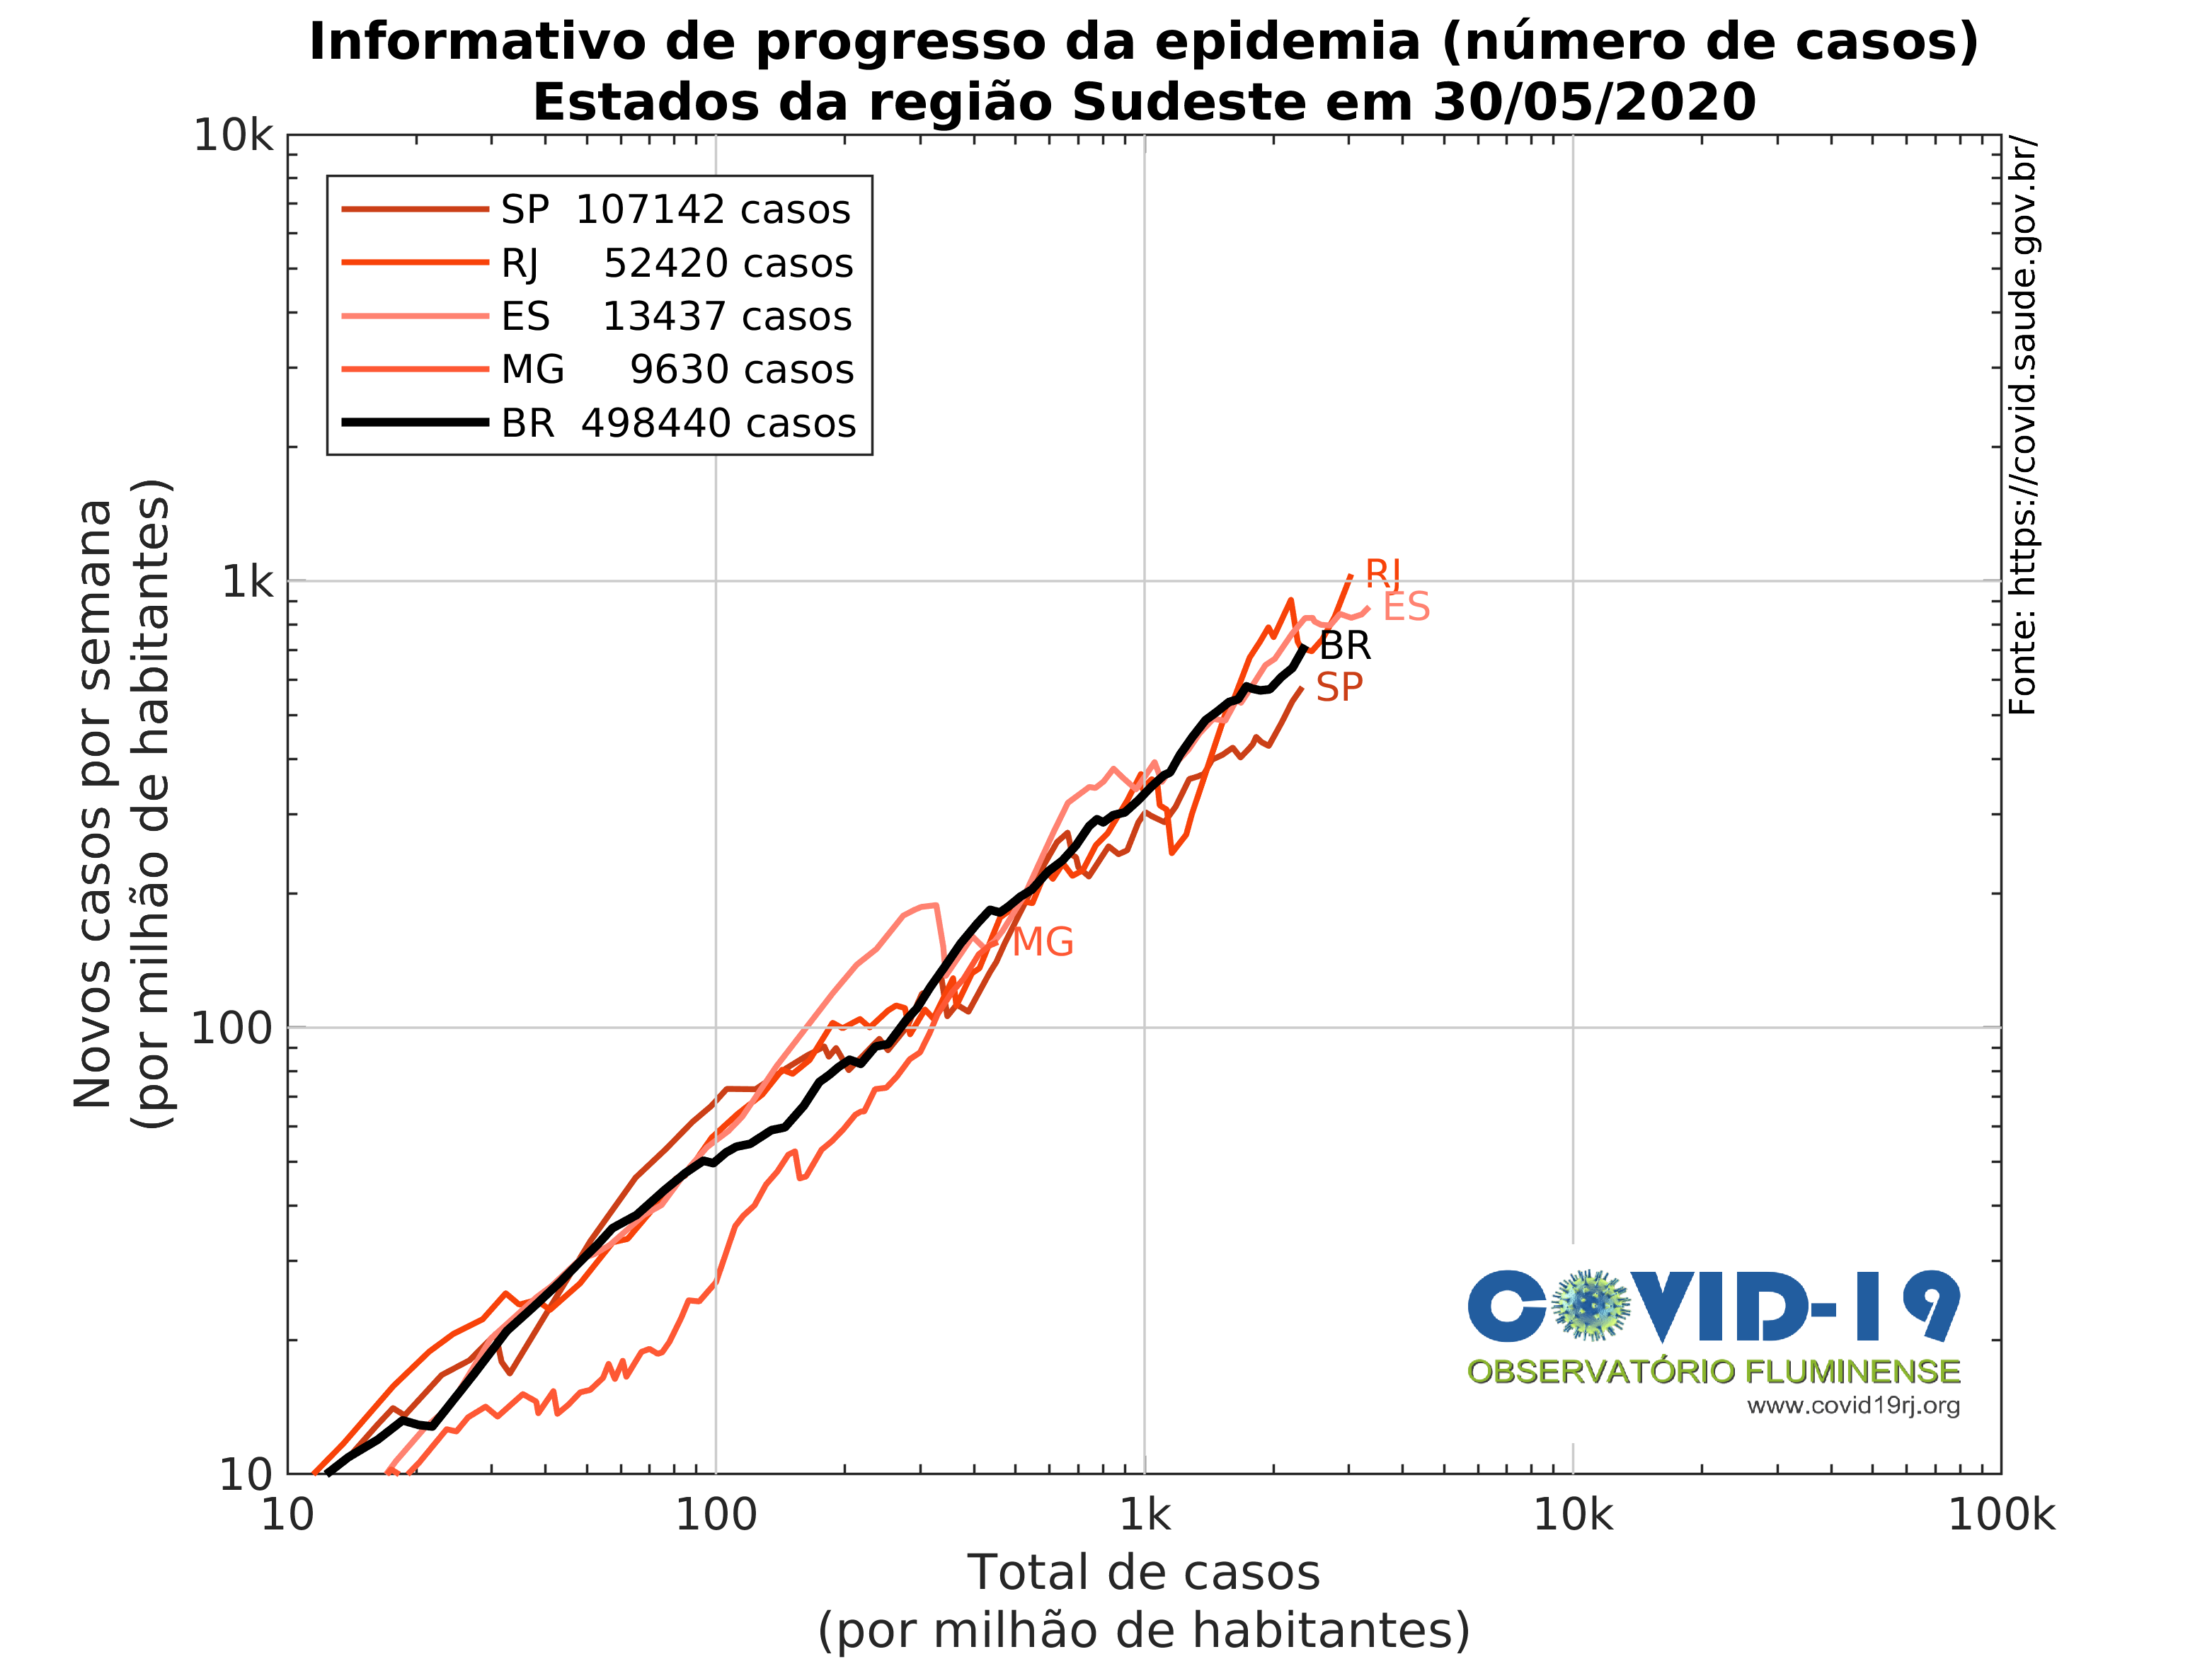 Informativo de progresso da epidemia (número de casos)
Estados da região Sudeste em 30/05/2020
10k
1k
100
10
Novos casos por semana
(por milhão de habitantes)
SP 107142 casos
RJ 52420 casos
ES 13437 casos
MG 9630 casos
BR 498440 casos
RJ
ES
BR
SP
MG
Fonte: https://covid.saude.gov.br/
COVID-19
OBSERVATÓRIO FLUMINENSE
www.covid19rj.org
10 100 1k 10k 100k
Total de casos
(por milhão de habitantes)